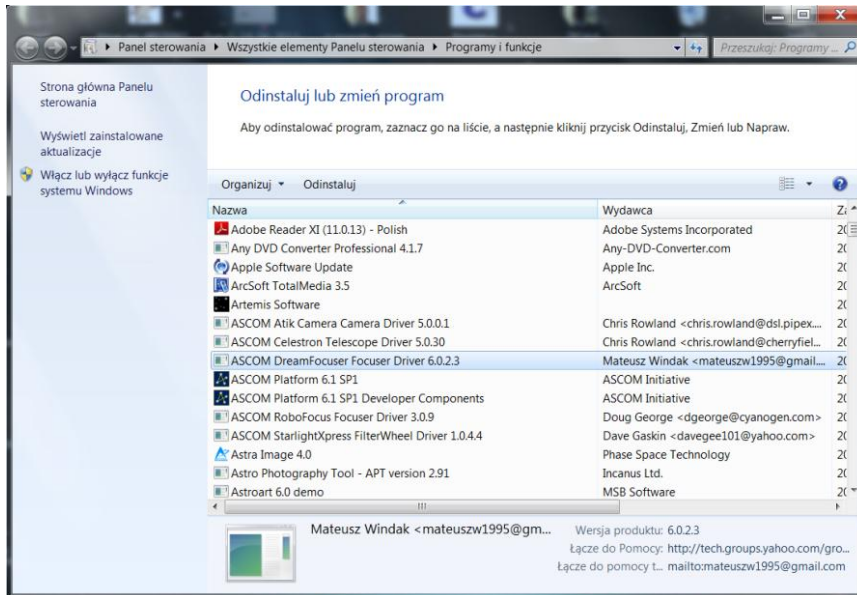 Panel sterowania ▸ Wszystkie elementy Panelu sterowania ▸ Programy i funkcje
Przeszukaj: Programy ...
Strona główna Panelu
sterowania
Wyświetl zainstalowane
aktualizacje
Włącz lub wyłącz funkcje
systemu Windows
Odinstaluj lub zmień program
Aby odinstalować program, zaznacz go na liście, a następnie kliknij przycisk Odinstaluj, Zmień lub Napraw.
Organizuj Odinstaluj
Nazwa Wydawca
Adobe Reader XI (11.0.13) - Polish Adobe Systems Incorporated
Any DVD Converter Professional 4.1.7 Any-DVD-Converter.com
Apple Software Update Apple Inc.
ArcSoft TotalMedia 3.5 ArcSoft
Artemis Software
ASCOM Atik Camera Camera Driver 5.0.0.1 Chris Rowland <chris.rowland@dsl.pipex....
ASCOM Celestron Telescope Driver 5.0.30 Chris Rowland <chris.rowland@cherryfiel...
ASCOM DreamFocuser Focuser Driver 6.0.2.3 Mateusz Windak <mateuszw1995@gmail....
ASCOM Platform 6.1 SP1 ASCOM Initiative
ASCOM Platform 6.1 SP1 Developer Components ASCOM Initiative
ASCOM RoboFocus Focuser Driver 3.0.9 Doug George <dgeorge@cyanogen.com>
ASCOM StarlightXpress FilterWheel Driver 1.0.4.4 Dave Gaskin <davegee101@yahoo.com>
Astra Image 4.0 Phase Space Technology
Astro Photography Tool - APT version 2.91 Incanus Ltd.
Astroart 6.0 demo MSB Software
Mateusz Windak <mateuszw1995@gm... Wersja produktu: 6.0.2.3
Łącze do Pomocy: http://tech.groups.yahoo.com/gro...
Łącze do pomocy t... mailto:mateuszw1995@gmail.com